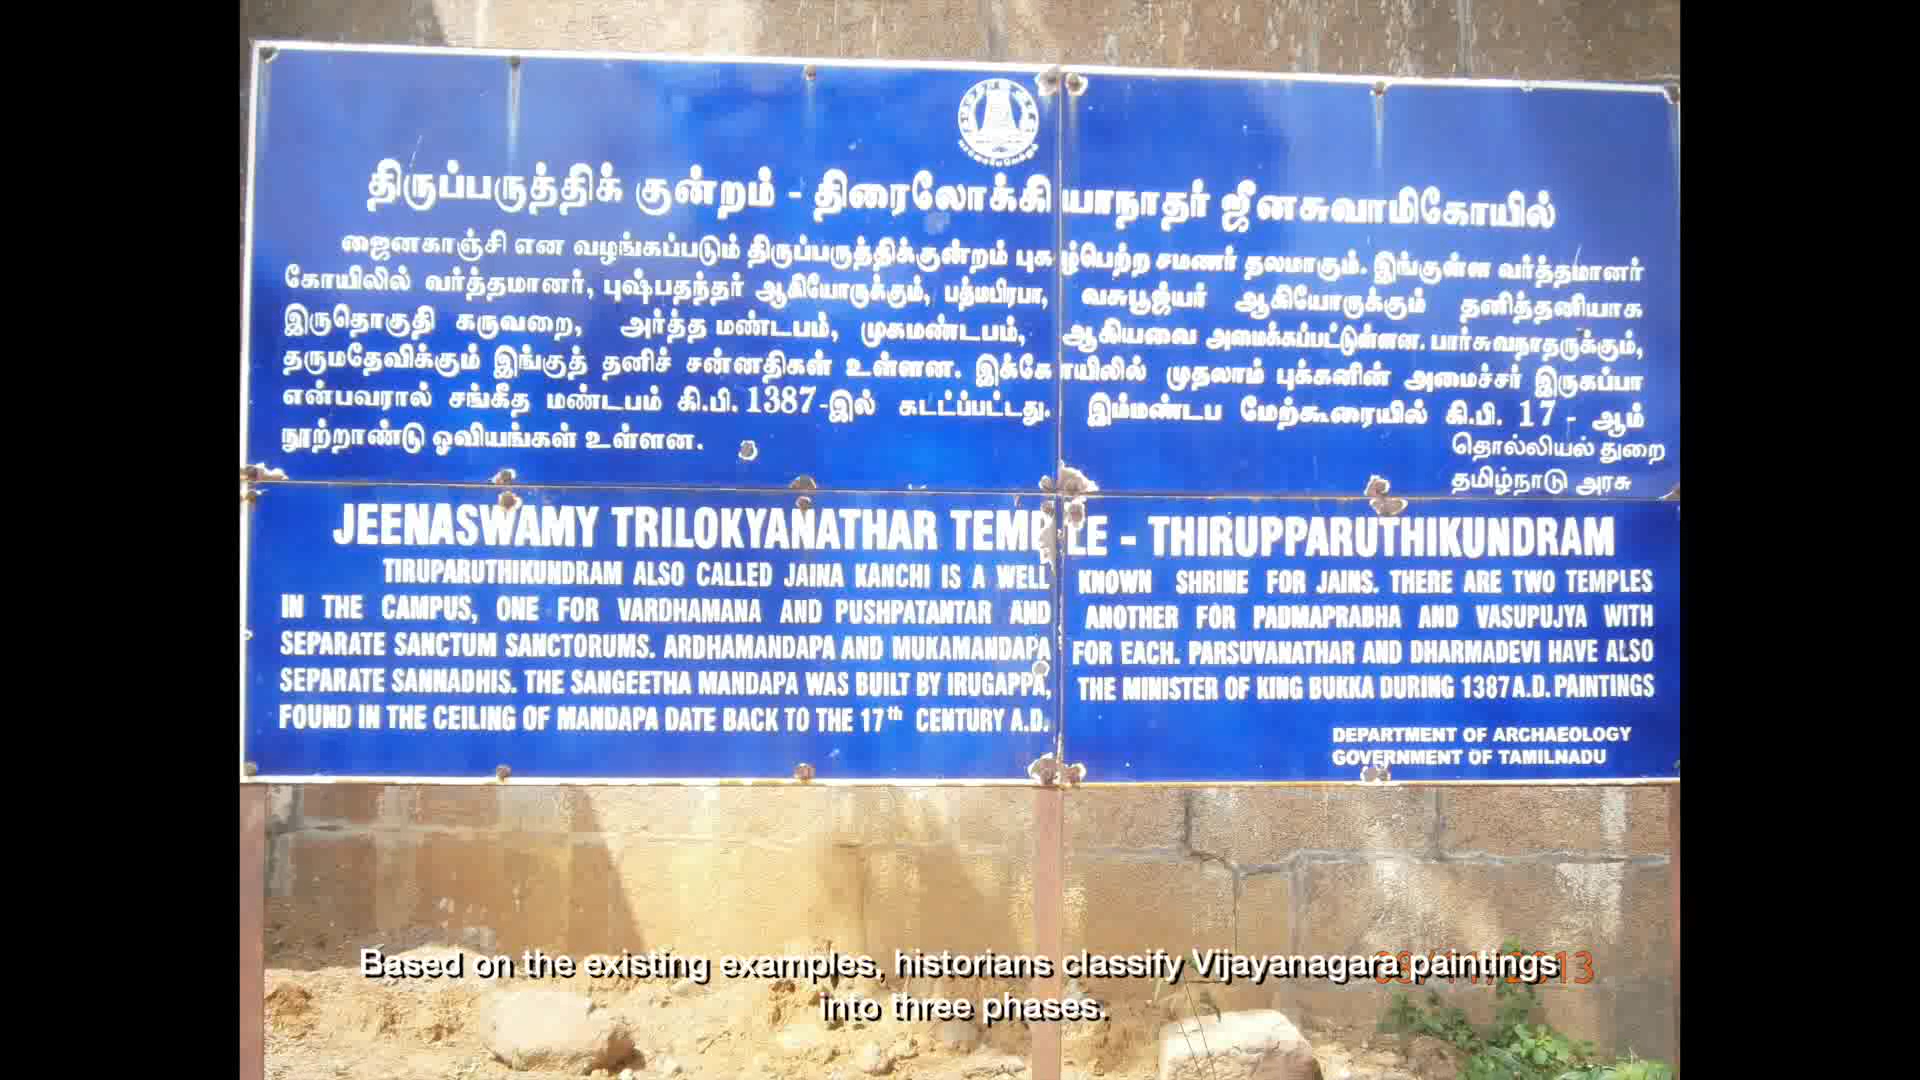 திருப்பருத்திக் குன்றம் - திரைலோக்கியாநாதர் ஜீனசுவாமிகோயில்
ஜைனகாஞ்சி என வழங்கப்படும் திருப்பருத்திக்குன்றம் புகழ்பெற்ற சமணர் தலமாகும். இங்குள்ள வர்த்தமானர்
கோயிலில் வர்த்தமானர், புஷ்பதந்தர் ஆகியோருக்கும், பத்மபிரபா, வசுபூஜ்யர் ஆகியோருக்கும் தனித்தனியாக
இருதொகுதி கருவறை, அர்த்த மண்டபம், முகமண்டபம், ஆகியவை அமைக்கப்பட்டுள்ளன. பார்சுவநாதருக்கும்,
தருமதேவிக்கும் இங்குத் தனிச் சன்னதிகள் உள்ளன. இக்கோயிலில் முதலாம் புக்கனின் அமைச்சர் இருகப்பா
என்பவரால் சங்கீத மண்டபம் கி.பி. 1387-இல் கடட்ப்பட்டது. இம்மண்டப மேற்கூரையில் கி.பி. 17 - ஆம்
நூற்றாண்டு ஓவியங்கள் உள்ளன.
தொல்லியல் துறை
தமிழ்நாடு அரசு
JEENASWAMY TRILOKYANATHAR TEMPLE - THIRUPPARUTHIKUNDRAM
TIRUPARUTHIKUNDRAM ALSO CALLED JAINA KANCHI IS A WELL KNOWN SHRINE FOR JAINS. THERE ARE TWO TEMPLES
IN THE CAMPUS, ONE FOR VARDHAMANA AND PUSHPATANTAR AND ANOTHER FOR PADMAPRABHA AND VASUPUJYA WITH
SEPARATE SANCTUM SANCTORUMS. ARDHAMANDAPA AND MUKAMANDAPA FOR EACH. PARSUVANATHAR AND DHARMADEVI HAVE ALSO
SEPARATE SANNADHIS. THE SANGEETHA MANDAPA WAS BUILT BY IRUGAPPA, THE MINISTER OF KING BUKKA DURING 1387 A.D. PAINTINGS
FOUND IN THE CEILING OF MANDAPA DATE BACK TO THE 17th CENTURY A.D.
DEPARTMENT OF ARCHAEOLOGY
GOVERNMENT OF TAMILNADU
Based on the existing examples, historians classify Vijayanagara paintings
into three phases.